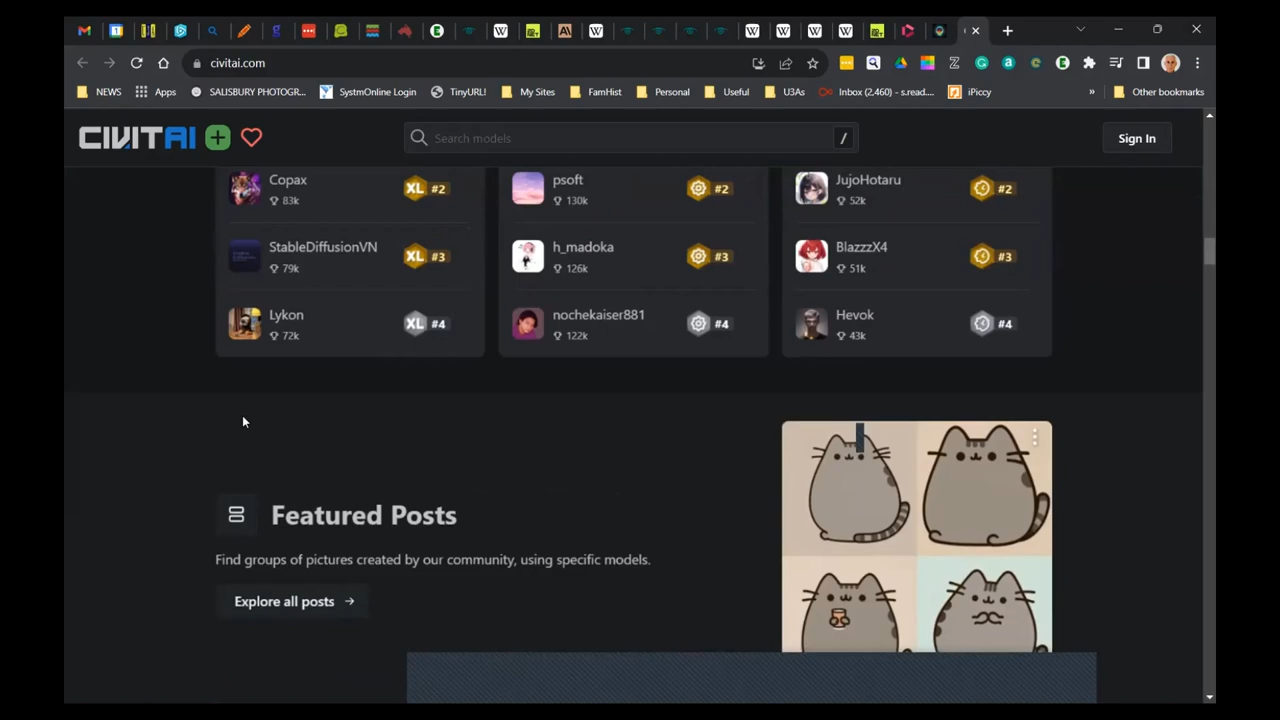 civitai.com
NEWS Apps SALISBURY PHOTOGR... SystmOnline Login TinyURL! My Sites FamHist Personal Useful U3As Inbox (2,460) - s.read.... iPiccy » Other bookmarks
CIVITAI Search models / Sign In
Copax XL #2 psoft #2 JujoHotaru #2
83k 130k 52k
StableDiffusionVN XL #3 h_madoka #3 BlazzzX4 #3
79k 126k 51k
Lykon XL #4 nochekaiser881 #4 Hevok #4
72k 122k 43k
Featured Posts
Find groups of pictures created by our community, using specific models.
Explore all posts →